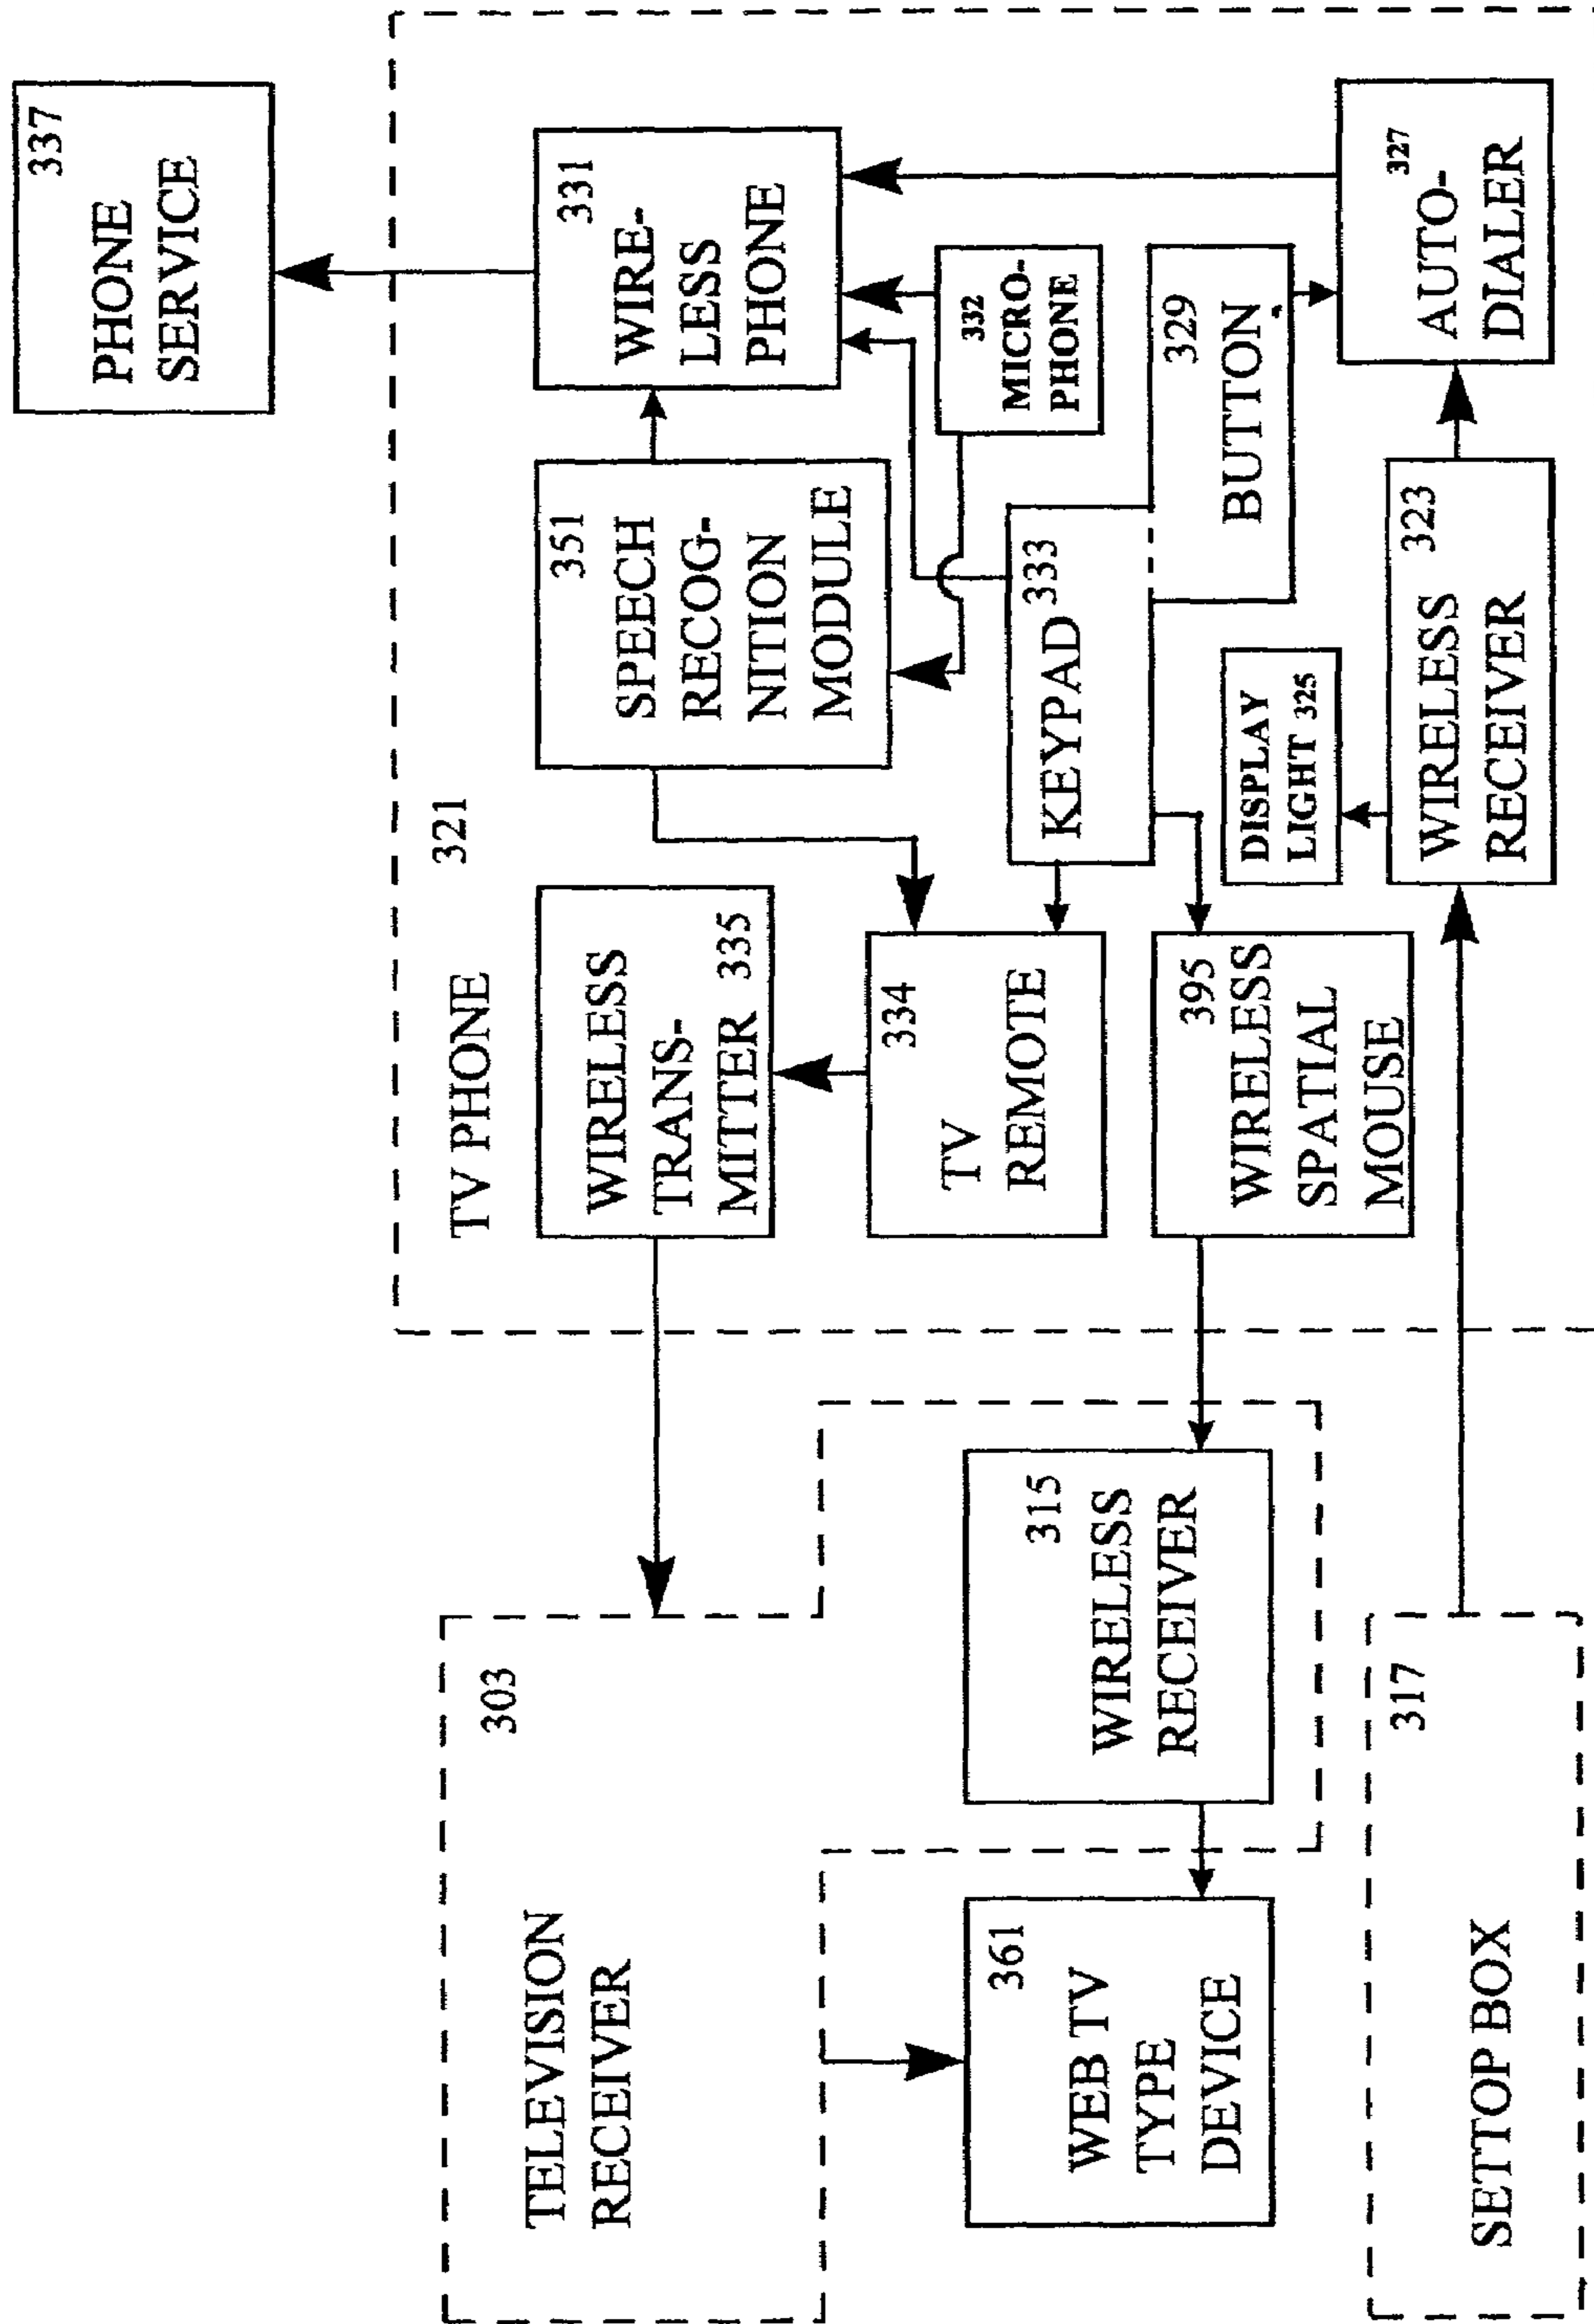 337
PHONE
SERVICE
TV PHONE 321
WIRELESS
TRANS-
MITTER 335
351
SPEECH
RECOG-
NITION
MODULE
331
WIRE-
LESS
PHONE
334
TV
REMOTE
KEYPAD 333
332
MICRO-
PHONE
329
BUTTON
395
WIRELESS
SPATIAL
MOUSE
DISPLAY
LIGHT 325
323
WIRELESS
RECEIVER
327
AUTO-
DIALER
303
TELEVISION
RECEIVER
315
WIRELESS
RECEIVER
361
WEB TV
TYPE
DEVICE
317
SETTOP BOX